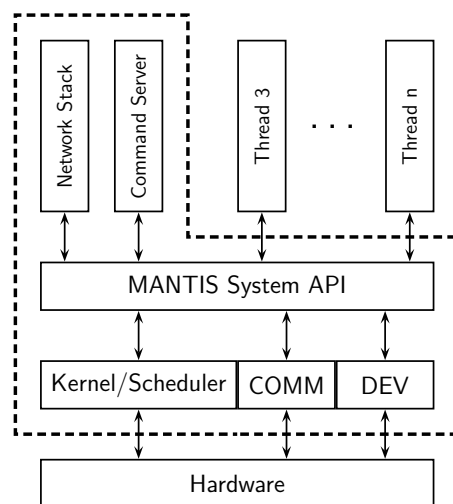 Network Stack
Command Server
Thread 3
. . .
Thread n
MANTIS System API
Kernel/Scheduler
COMM
DEV
Hardware